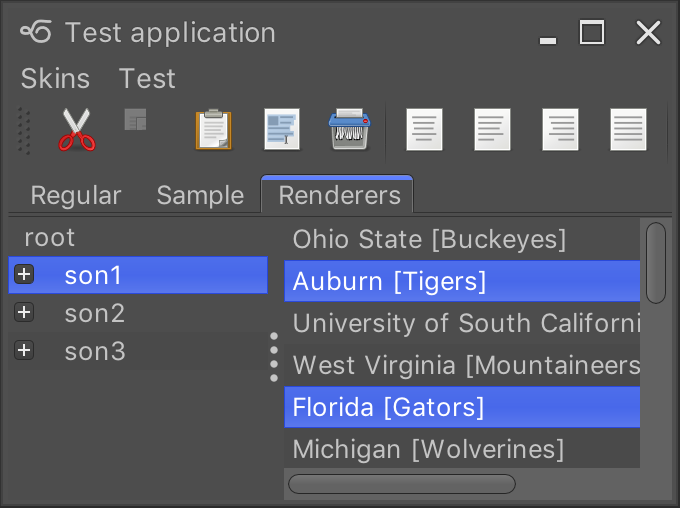 Test application
Skins Test
Regular Sample Renderers
root
son1
son2
son3
Ohio State [Buckeyes]
Auburn [Tigers]
University of South Californi
West Virginia [Mountaineers
Florida [Gators]
Michigan [Wolverines]